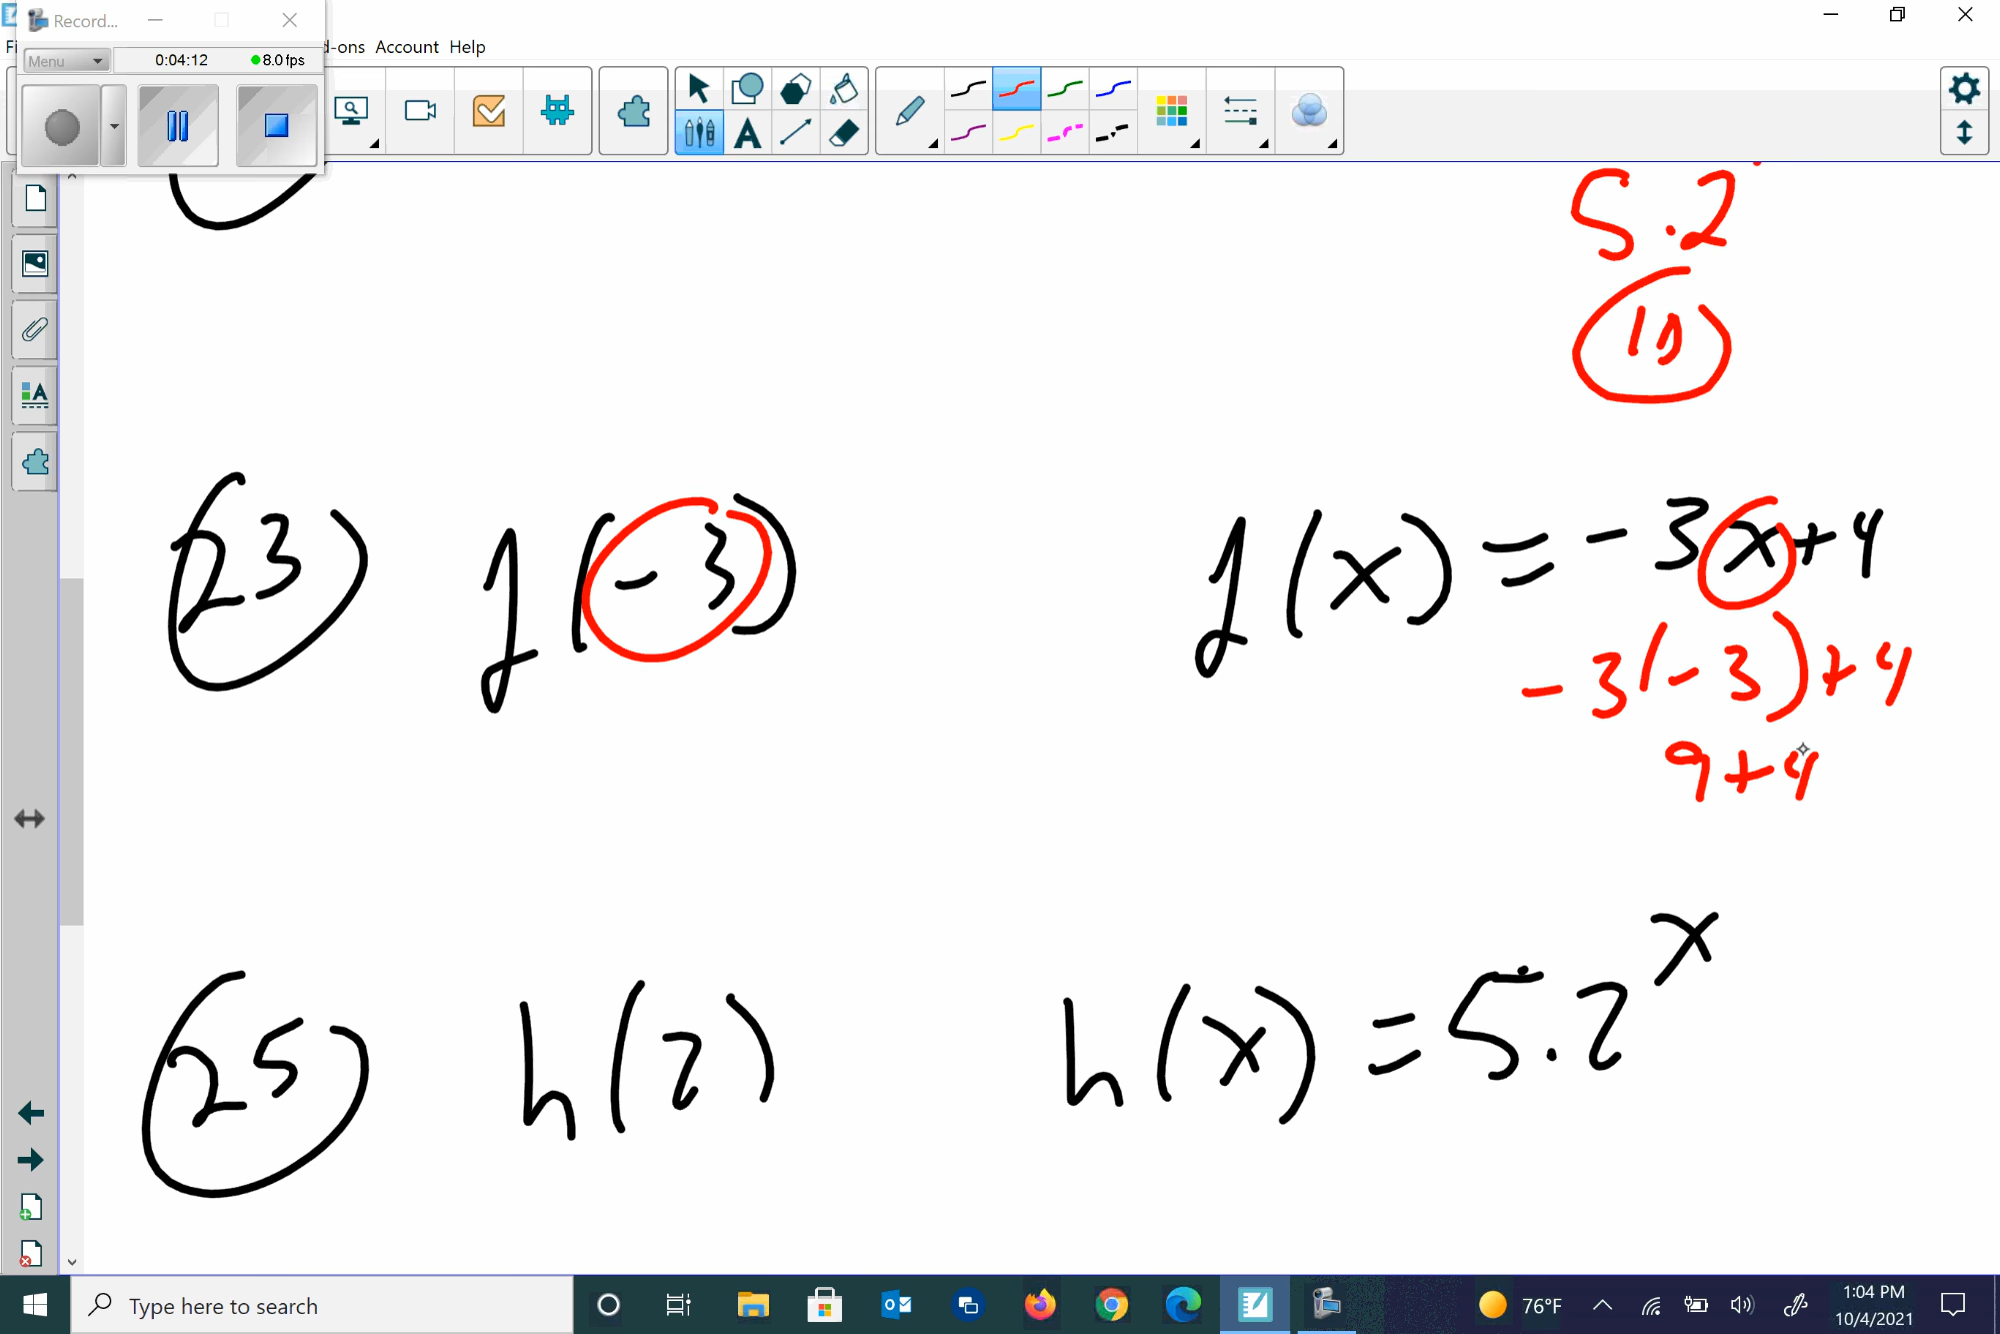 Record...
Fi
d-ons Account Help
Menu 0:04:12 8.0 fps
A
A
5.2
10
23) f(-3) f(x) = -3x+4
-3(-3)+4
9+4
25) h(2) h(x) = 5.2^x
Type here to search
76°F
1:04 PM
10/4/2021